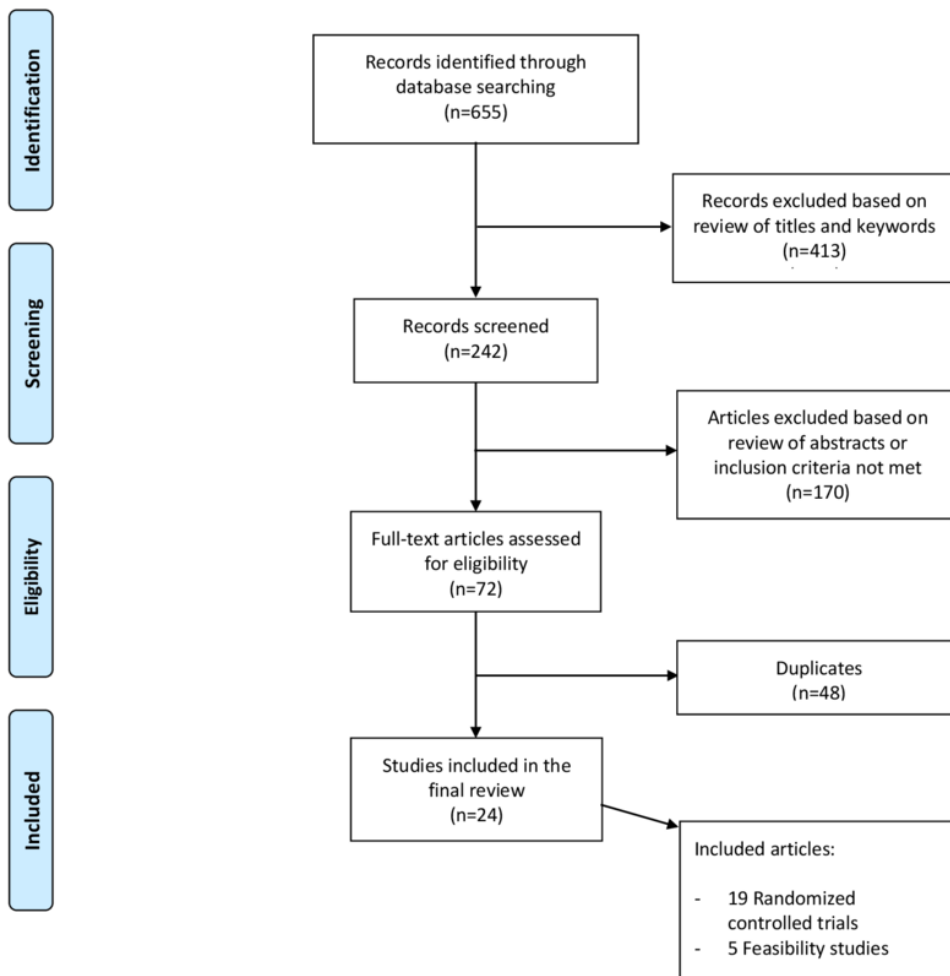 Identification
Records identified through
database searching
(n=655)
Records excluded based on
review of titles and keywords
(n=413)
Screening
Records screened
(n=242)
Articles excluded based on
review of abstracts or
inclusion criteria not met
(n=170)
Eligibility
Full-text articles assessed
for eligibility
(n=72)
Duplicates
(n=48)
Included
Studies included in the
final review
(n=24)
Included articles:
- 19 Randomized
controlled trials
- 5 Feasibility studies